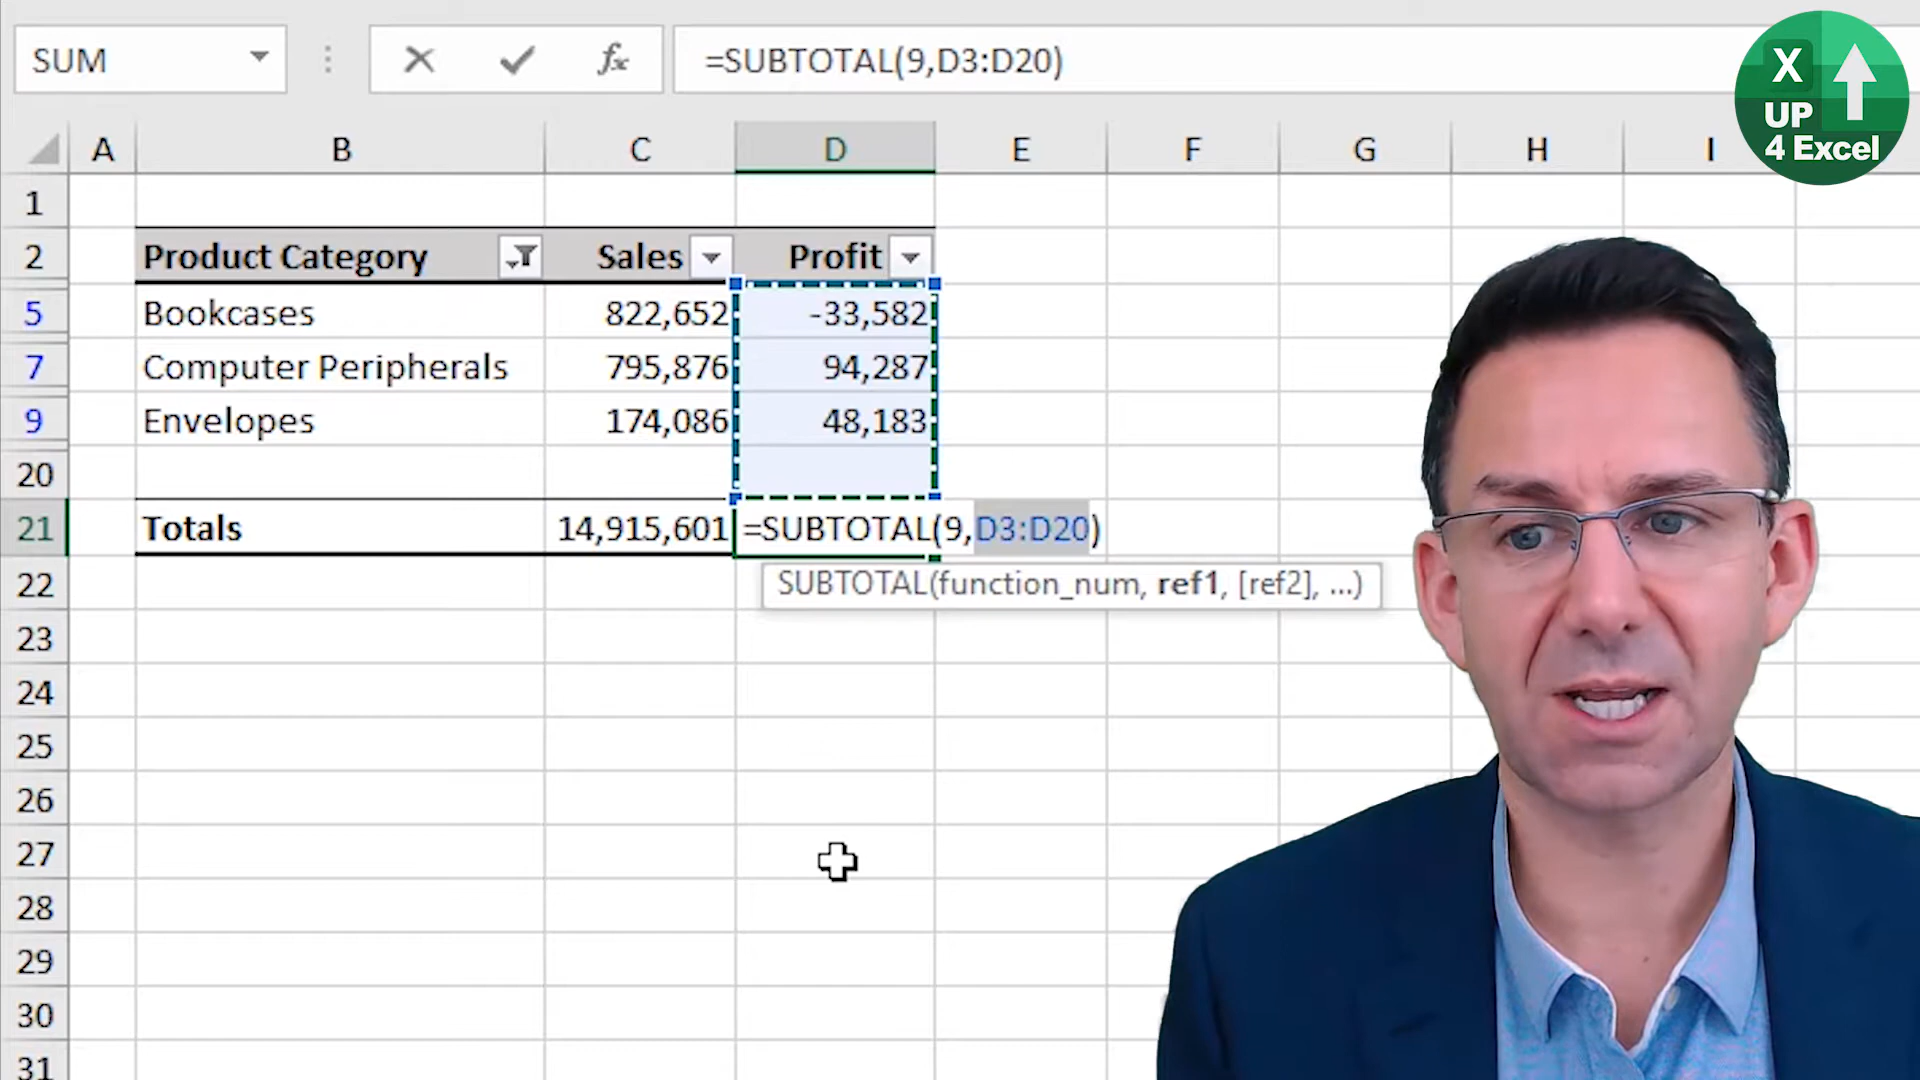 SUM
fx
=SUBTOTAL(9,D3:D20)
X
UP
4 Excel
A B C D E F G H I
1
2 Product Category Sales Profit
5 Bookcases 822,652 -33,582
7 Computer Peripherals 795,876 94,287
9 Envelopes 174,086 48,183
20
21 Totals 14,915,601 =SUBTOTAL(9,D3:D20)
22 SUBTOTAL(function_num, ref1, [ref2], ...)
23
24
25
26
27
28
29
30
31